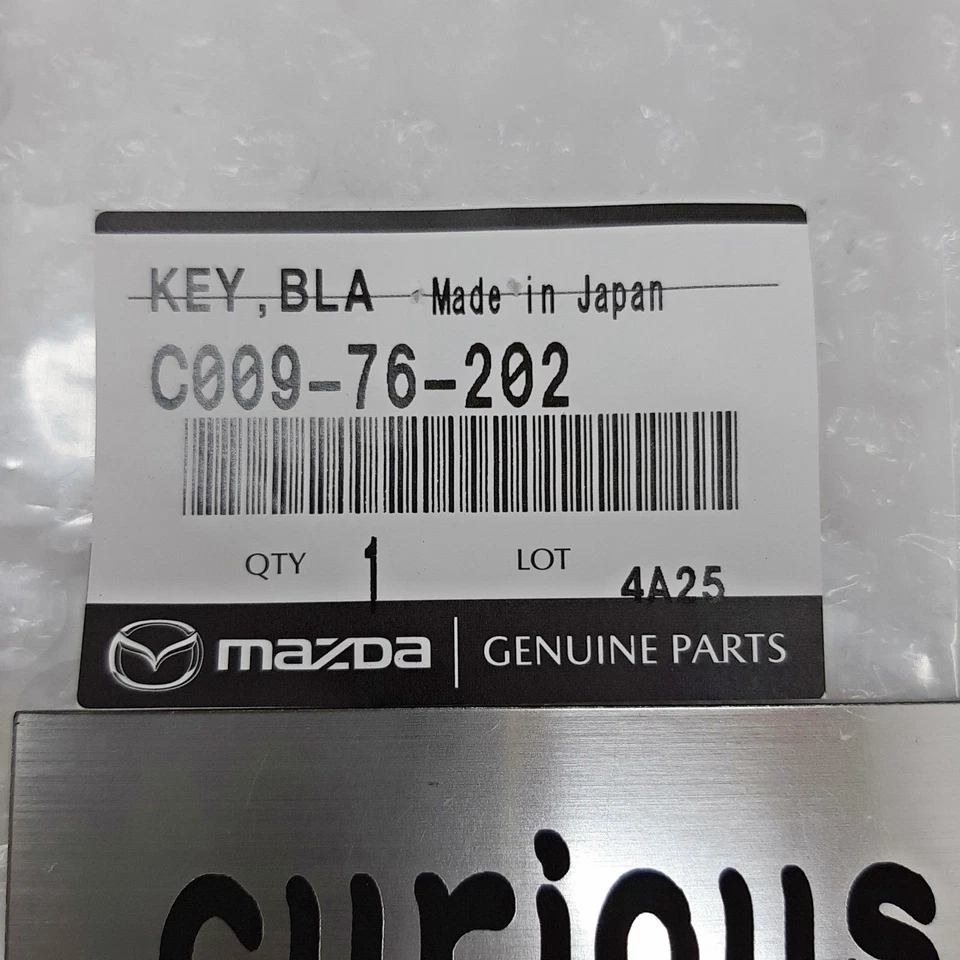 KEY,BLA Made in Japan
C009-76-202
QTY 1 LOT 4A25
mazda GENUINE PARTS
curious